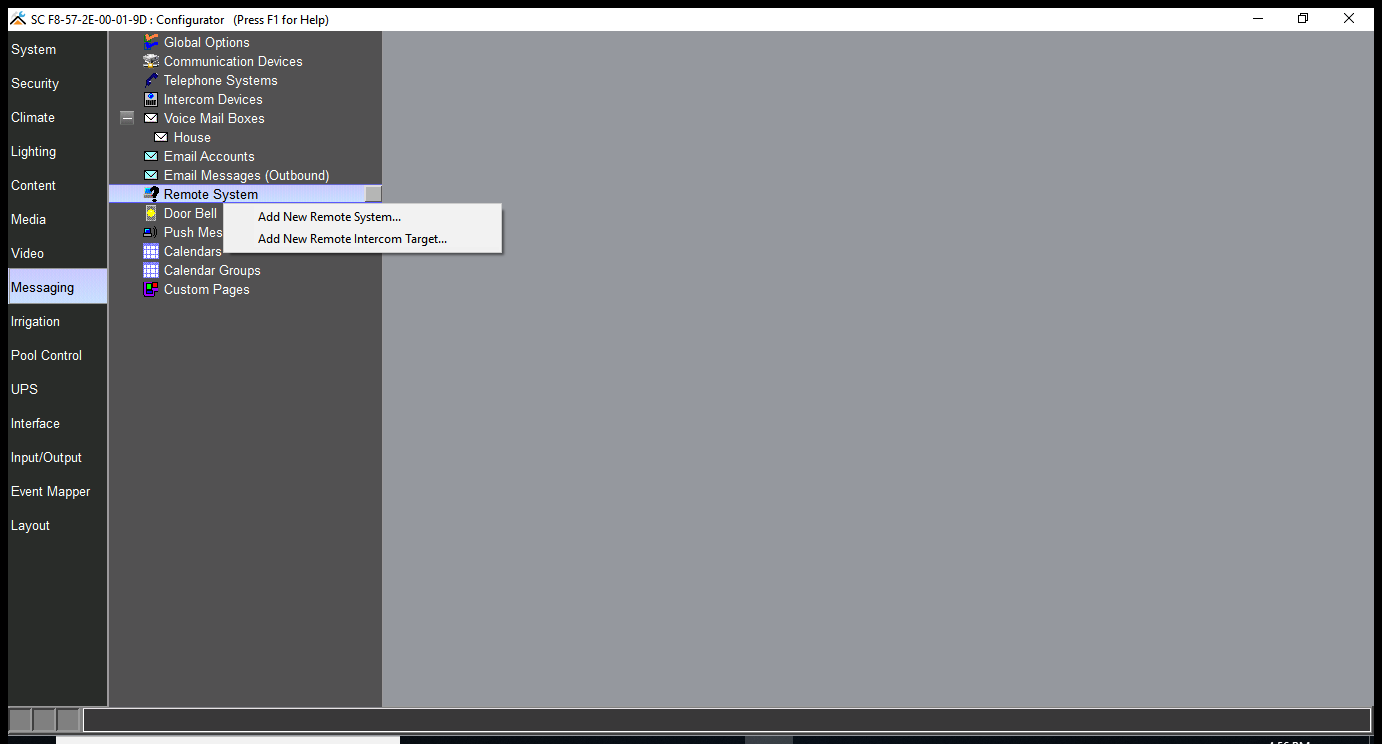 SC F8-57-2E-00-01-9D : Configurator (Press F1 for Help)
System
Security
Climate
Lighting
Content
Media
Video
Messaging
Irrigation
Pool Control
UPS
Interface
Input/Output
Event Mapper
Layout
Global Options
Communication Devices
Telephone Systems
Intercom Devices
Voice Mail Boxes
House
Email Accounts
Email Messages (Outbound)
Remote System
Door Bell
Push Mes
Calendars
Calendar Groups
Custom Pages
Add New Remote System...
Add New Remote Intercom Target...